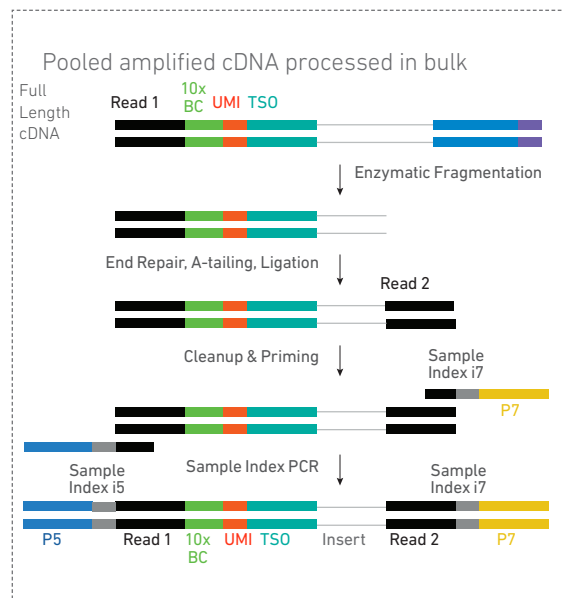 Pooled amplified cDNA processed in bulk
Full
Length
cDNA
Read 1
10x
BC
UMI
TSO
Enzymatic Fragmentation
End Repair, A-tailing, Ligation
Read 2
Cleanup & Priming
Sample
Index i7
P7
Sample Index PCR
Sample
Index i5
Sample
Index i7
P5
Read 1
10x
BC
UMI
TSO
Insert
Read 2
P7